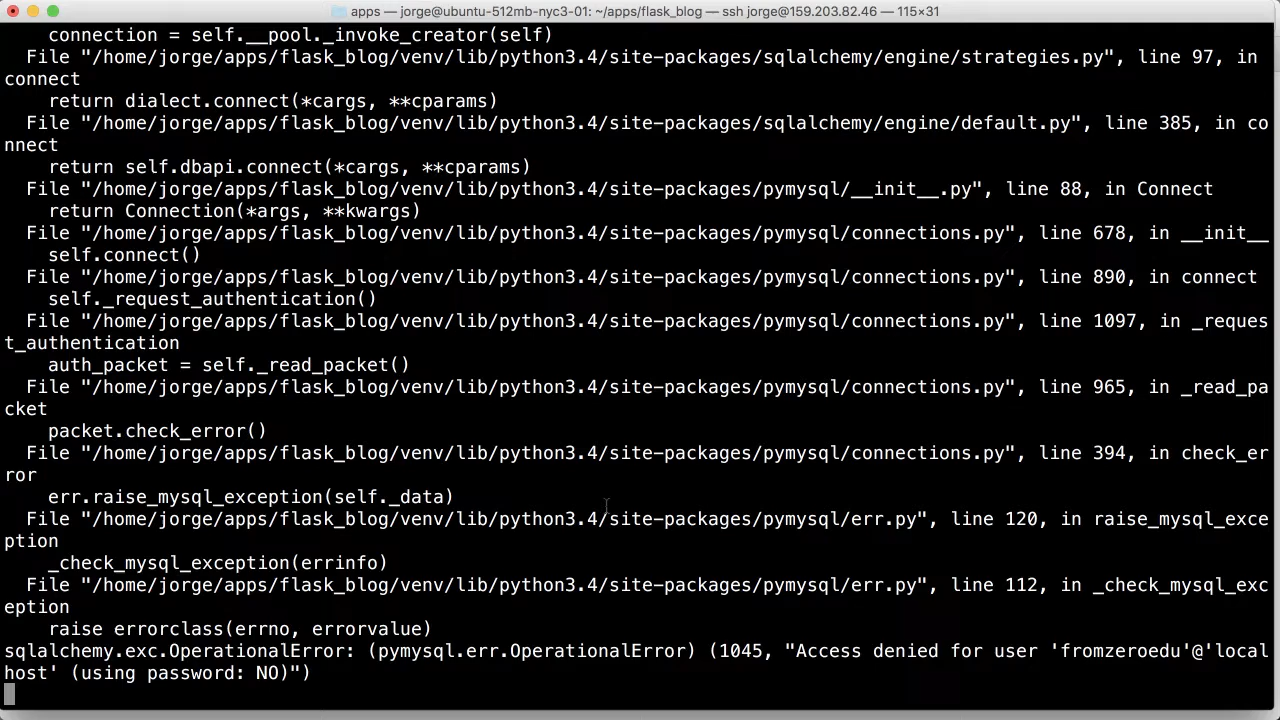 apps — jorge@ubuntu-512mb-nyc3-01: ~/apps/flask_blog — ssh jorge@159.203.82.46 — 115×31
    connection = self.__pool._invoke_creator(self)
  File "/home/jorge/apps/flask_blog/venv/lib/python3.4/site-packages/sqlalchemy/engine/strategies.py", line 97, in
connect
    return dialect.connect(*cargs, **cparams)
  File "/home/jorge/apps/flask_blog/venv/lib/python3.4/site-packages/sqlalchemy/engine/default.py", line 385, in co
nnect
    return self.dbapi.connect(*cargs, **cparams)
  File "/home/jorge/apps/flask_blog/venv/lib/python3.4/site-packages/pymysql/__init__.py", line 88, in Connect
    return Connection(*args, **kwargs)
  File "/home/jorge/apps/flask_blog/venv/lib/python3.4/site-packages/pymysql/connections.py", line 678, in __init__
    self.connect()
  File "/home/jorge/apps/flask_blog/venv/lib/python3.4/site-packages/pymysql/connections.py", line 890, in connect
    self._request_authentication()
  File "/home/jorge/apps/flask_blog/venv/lib/python3.4/site-packages/pymysql/connections.py", line 1097, in _reques
t_authentication
    auth_packet = self._read_packet()
  File "/home/jorge/apps/flask_blog/venv/lib/python3.4/site-packages/pymysql/connections.py", line 965, in _read_pa
cket
    packet.check_error()
  File "/home/jorge/apps/flask_blog/venv/lib/python3.4/site-packages/pymysql/connections.py", line 394, in check_er
ror
    err.raise_mysql_exception(self._data)
  File "/home/jorge/apps/flask_blog/venv/lib/python3.4/site-packages/pymysql/err.py", line 120, in raise_mysql_exce
ption
    _check_mysql_exception(errinfo)
  File "/home/jorge/apps/flask_blog/venv/lib/python3.4/site-packages/pymysql/err.py", line 112, in _check_mysql_exc
eption
    raise errorclass(errno, errorvalue)
sqlalchemy.exc.OperationalError: (pymysql.err.OperationalError) (1045, "Access denied for user 'fromzeroedu'@'local
host' (using password: NO)")